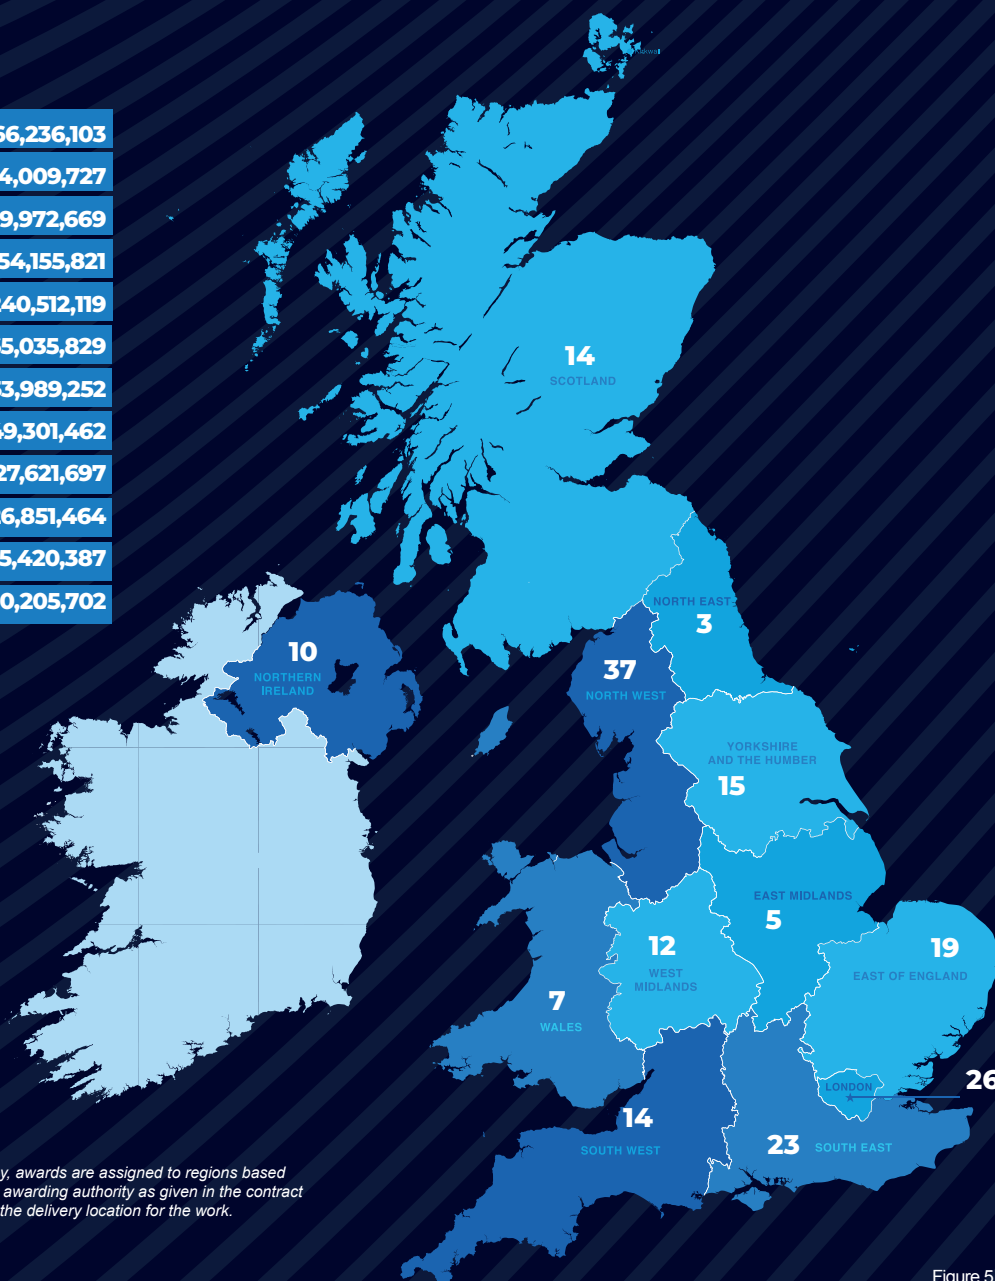 66,236,103
4,009,727
9,972,669
54,155,821
240,512,119
5,035,829
53,989,252
49,301,462
27,621,697
26,851,464
5,420,387
0,205,702
14
SCOTLAND
NORTH EAST
3
10
NORTHERN
IRELAND
37
NORTH WEST
YORKSHIRE
AND THE HUMBER
15
EAST MIDLANDS
5
12
WEST
MIDLANDS
19
EAST OF ENGLAND
7
WALES
26
LONDON
14
SOUTH WEST
23 SOUTH EAST
y, awards are assigned to regions based
awarding authority as given in the contract
the delivery location for the work.
Figure 5